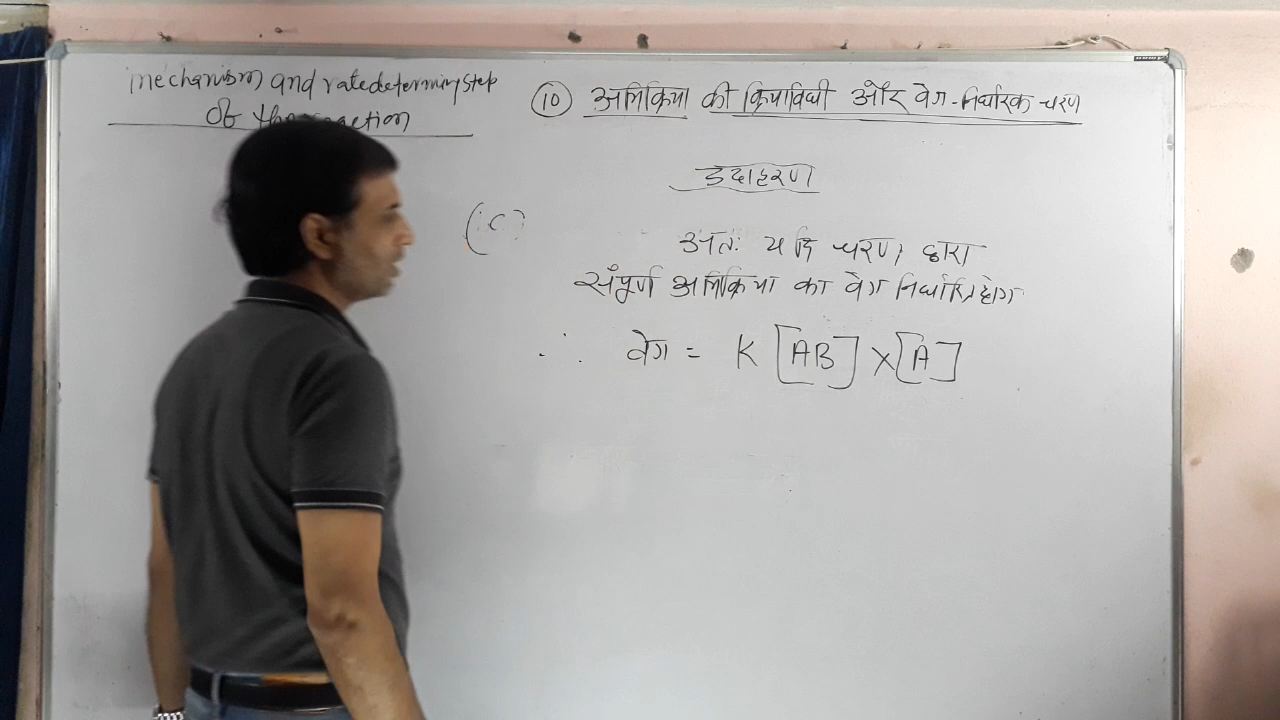 mechanism and rate determining step
of the reaction
(10) अभिक्रिया की क्रियाविधी और वेग-निर्धारक चरण
उदाहरण
(C)
अतः यदि चरण, द्वारा
संपूर्ण अभिक्रिया का वेग निर्धारित होग
∴ वेग = K [AB] x [A]